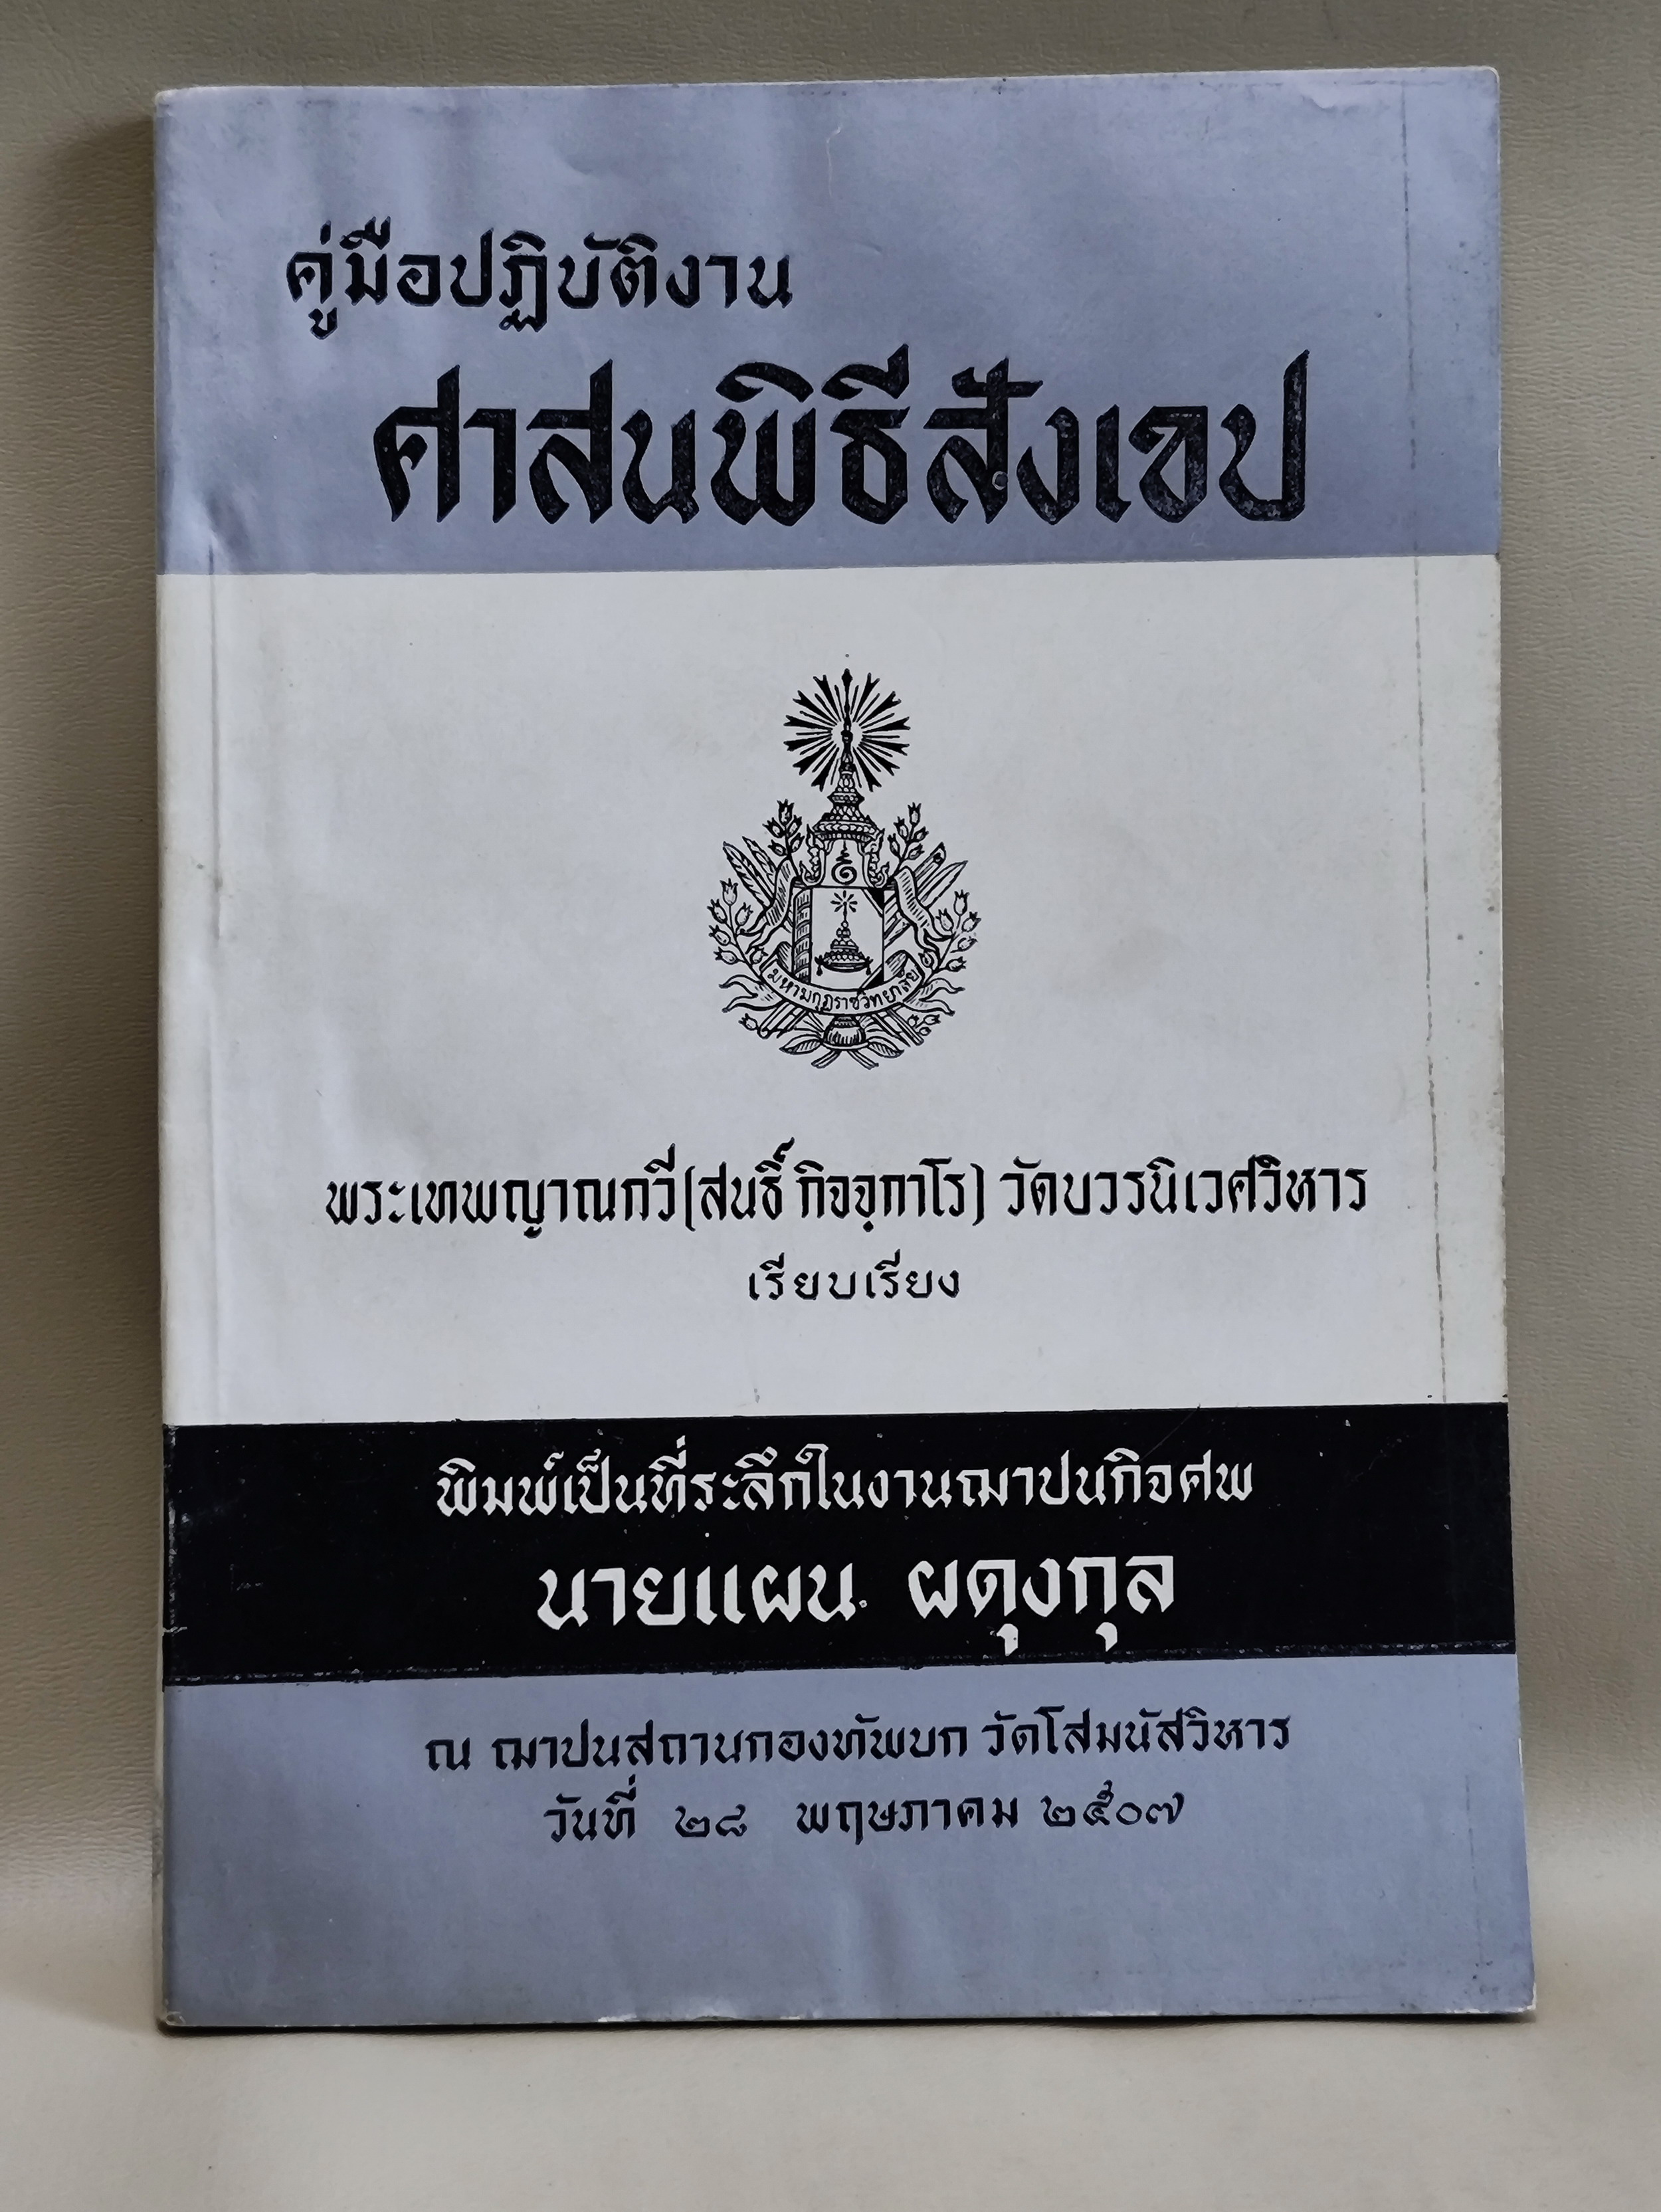 คู่มือปฏิบัติงาน
ศาสนพิธีสังเขป
มหามกุฏราชวิทยาลัย
พระเทพญาณกวี (สนธิ์ กิจฺจกาโร) วัดบวรนิเวศวิหาร
เรียบเรียง
พิมพ์เป็นที่ระลึกในงานฌาปนกิจศพ
นายแผน ผดุงกุล
ณ ฌาปนสถานกองทัพบก วัดโสมนัสวิหาร
วันที่ ๒๘ พฤษภาคม ๒๕๐๗